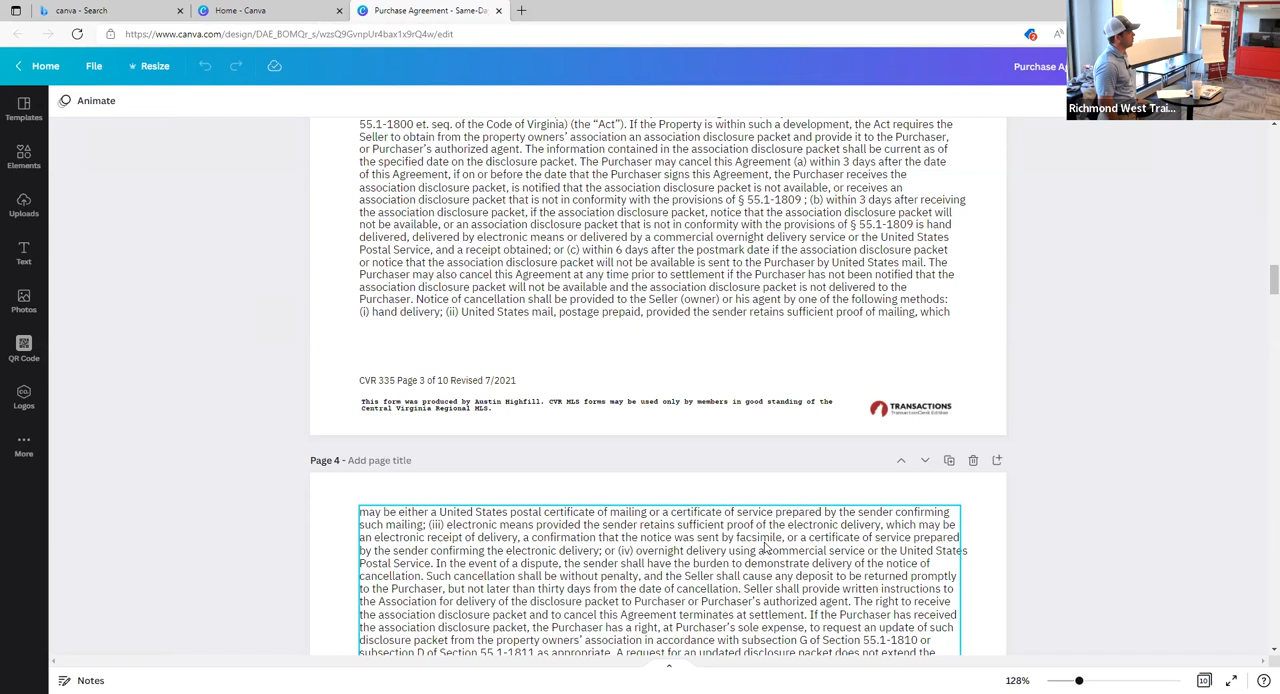 canva - Search
Home - Canva
Purchase Agreement - Same-Da
https://www.canva.com/design/DAE_BOMQr_s/wzsQ9GvnpUr4bax1x9rQ4w/edit
Home
File
Resize
Purchase Ag
Richmond West Trai...
Animate
Templates
Elements
Uploads
Text
Photos
QR Code
Logos
More
55.1-1800 et. seq. of the Code of Virginia) (the “Act”). If the Property is within such a development, the Act requires the
Seller to obtain from the property owners’ association an association disclosure packet and provide it to the Purchaser,
or Purchaser’s authorized agent. The information contained in the association disclosure packet shall be current as of
the specified date on the disclosure packet. The Purchaser may cancel this Agreement (a) within 3 days after the date
of this Agreement, if on or before the date that the Purchaser signs this Agreement, the Purchaser receives the
association disclosure packet, is notified that the association disclosure packet is not available, or receives an
association disclosure packet that is not in conformity with the provisions of § 55.1-1809 ; (b) within 3 days after receiving
the association disclosure packet, if the association disclosure packet, notice that the association disclosure packet will
not be available, or an association disclosure packet that is not in conformity with the provisions of § 55.1-1809 is hand
delivered, delivered by electronic means or delivered by a commercial overnight delivery service or the United States
Postal Service, and a receipt obtained; or (c) within 6 days after the postmark date if the association disclosure packet
or notice that the association disclosure packet will not be available is sent to the Purchaser by United States mail. The
Purchaser may also cancel this Agreement at any time prior to settlement if the Purchaser has not been notified that the
association disclosure packet will not be available and the association disclosure packet is not delivered to the
Purchaser. Notice of cancellation shall be provided to the Seller (owner) or his agent by one of the following methods:
(i) hand delivery; (ii) United States mail, postage prepaid, provided the sender retains sufficient proof of mailing, which
CVR 335 Page 3 of 10 Revised 7/2021
This form was produced by Austin Highfill. CVR MLS forms may be used only by members in good standing of the
Central Virginia Regional MLS.
TRANSACTIONS
TransactionDesk Edition
Page 4 - Add page title
may be either a United States postal certificate of mailing or a certificate of service prepared by the sender confirming
such mailing; (iii) electronic means provided the sender retains sufficient proof of the electronic delivery, which may be
an electronic receipt of delivery, a confirmation that the notice was sent by facsimile, or a certificate of service prepared
by the sender confirming the electronic delivery; or (iv) overnight delivery using a commercial service or the United States
Postal Service. In the event of a dispute, the sender shall have the burden to demonstrate delivery of the notice of
cancellation. Such cancellation shall be without penalty, and the Seller shall cause any deposit to be returned promptly
to the Purchaser, but not later than thirty days from the date of cancellation. Seller shall provide written instructions to
the Association for delivery of the disclosure packet to Purchaser or Purchaser’s authorized agent. The right to receive
the association disclosure packet and to cancel this Agreement terminates at settlement. If the Purchaser has received
the association disclosure packet, the Purchaser has a right, at Purchaser’s sole expense, to request an update of such
disclosure packet from the property owners’ association in accordance with subsection G of Section 55.1-1810 or
subsection D of Section 55.1-1811 as appropriate. A request for an updated disclosure packet does not extend the
Notes
128%
10